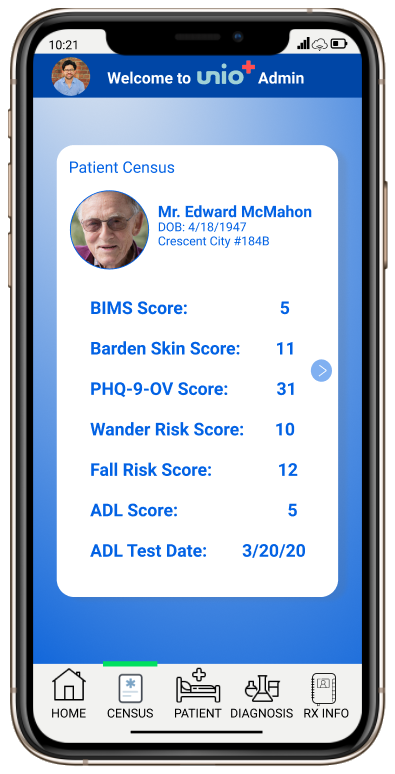 10:21
Welcome to unio+ Admin
Patient Census
Mr. Edward McMahon
DOB: 4/18/1947
Crescent City #184B
BIMS Score: 5
Barden Skin Score: 11
PHQ-9-OV Score: 31
Wander Risk Score: 10
Fall Risk Score: 12
ADL Score: 5
ADL Test Date: 3/20/20
HOME CENSUS PATIENT DIAGNOSIS RX INFO